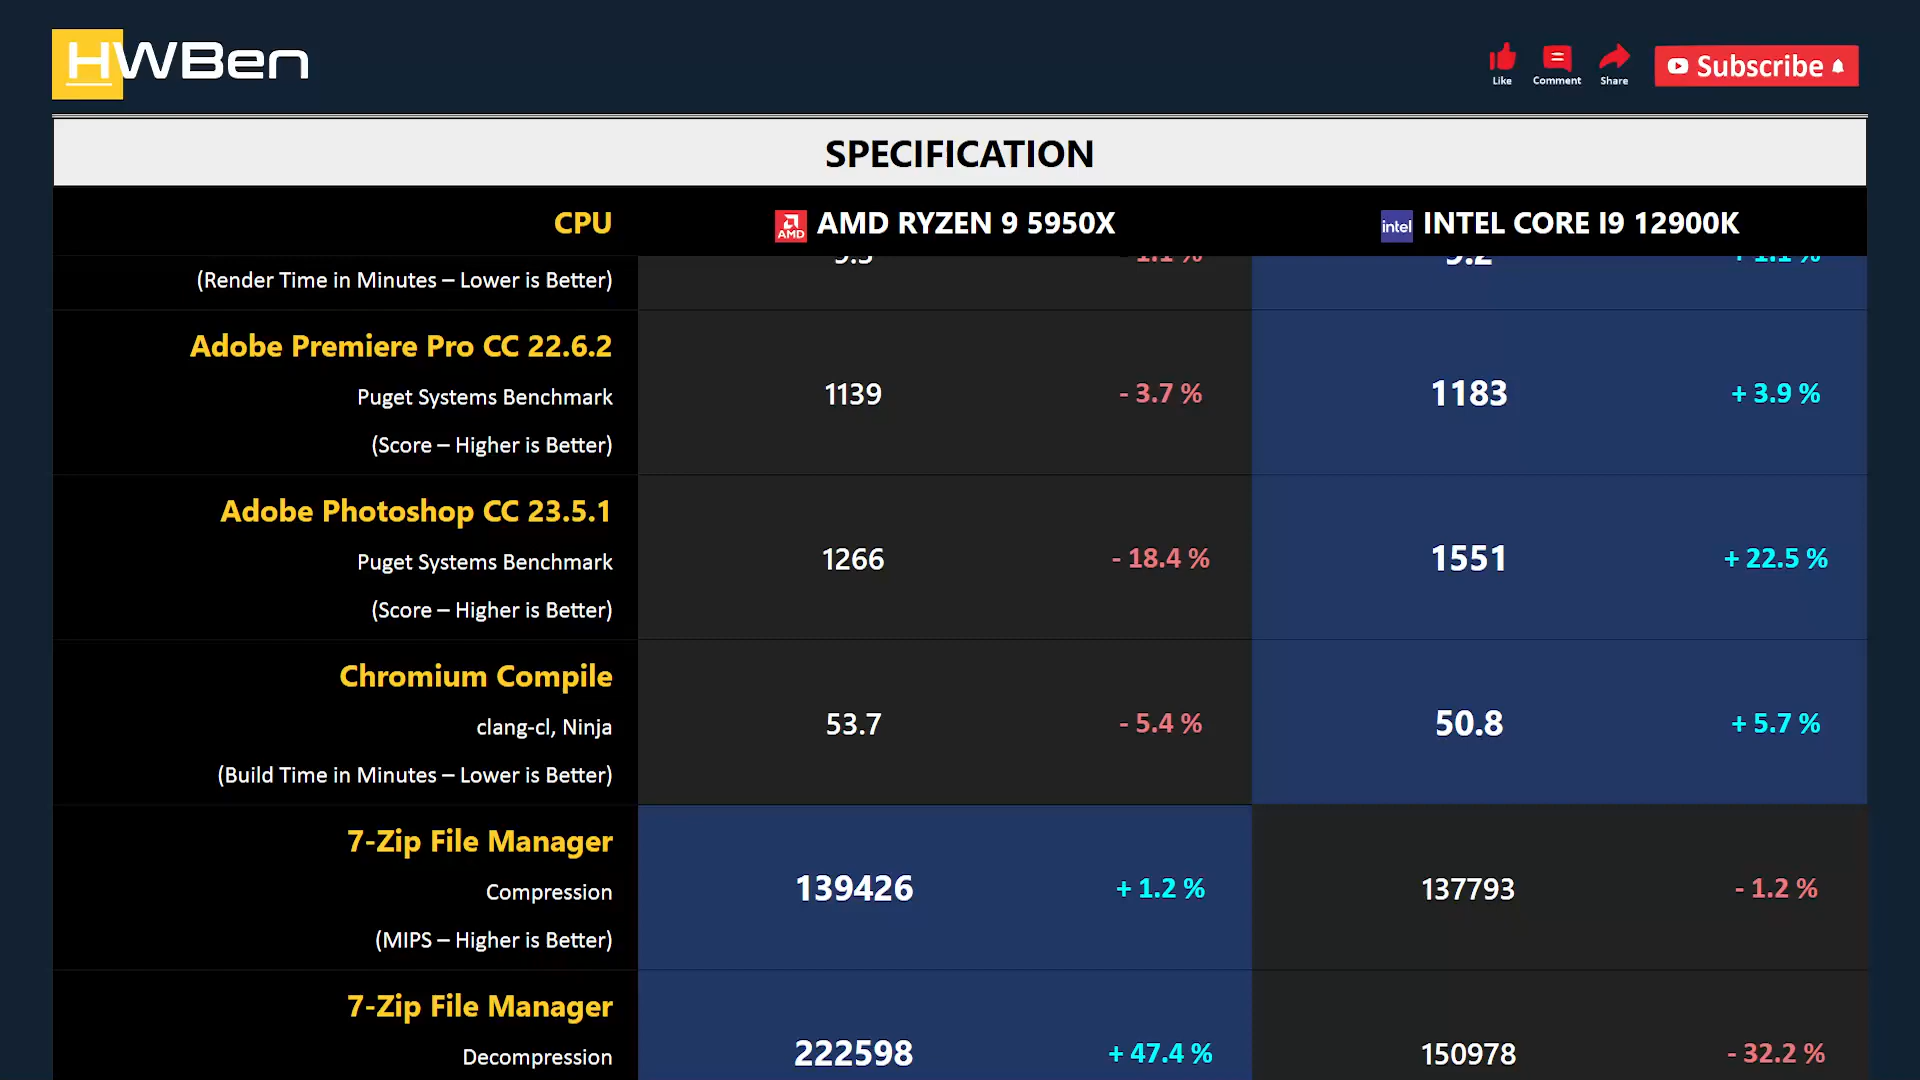 HWBen
Like
Comment
Share
Subscribe
SPECIFICATION
CPU
AMD
AMD RYZEN 9 5950X
intel
INTEL CORE I9 12900K
(Render Time in Minutes – Lower is Better)
9.2
Adobe Premiere Pro CC 22.6.2
Puget Systems Benchmark
(Score – Higher is Better)
1139
- 3.7 %
1183
+ 3.9 %
Adobe Photoshop CC 23.5.1
Puget Systems Benchmark
(Score – Higher is Better)
1266
- 18.4 %
1551
+ 22.5 %
Chromium Compile
clang-cl, Ninja
(Build Time in Minutes – Lower is Better)
53.7
- 5.4 %
50.8
+ 5.7 %
7-Zip File Manager
Compression
(MIPS – Higher is Better)
139426
+ 1.2 %
137793
- 1.2 %
7-Zip File Manager
Decompression
222598
+ 47.4 %
150978
- 32.2 %